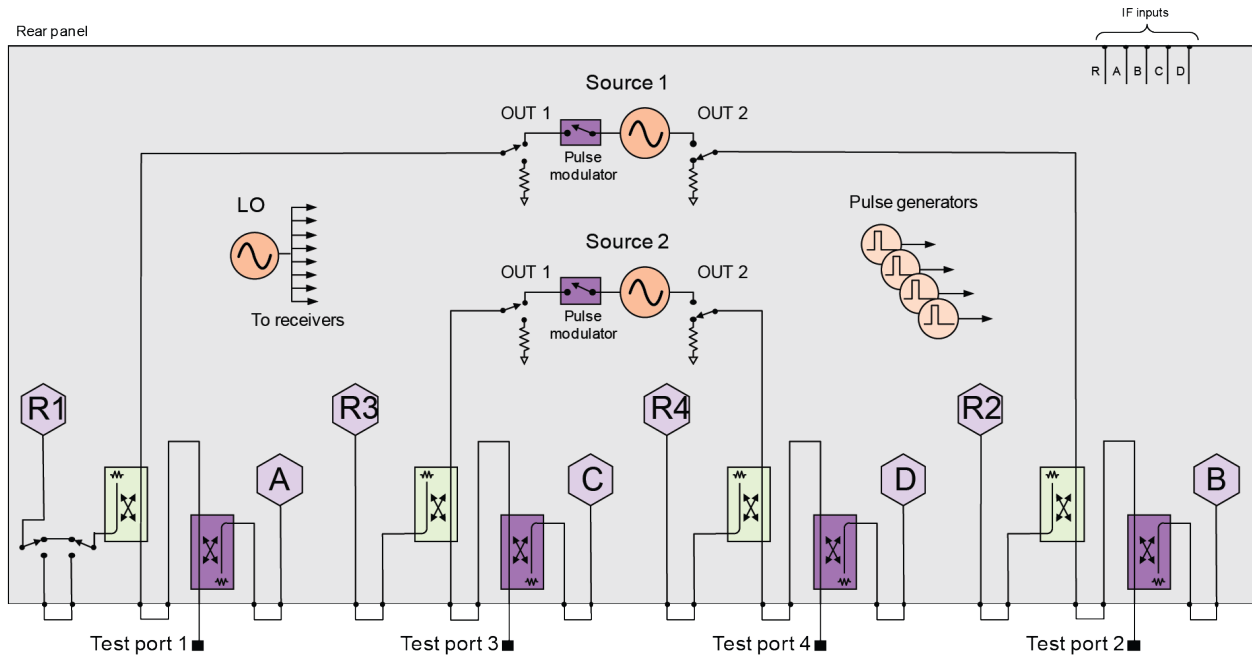 IF inputs
Rear panel
R A B C D
Source 1
OUT 1
OUT 2
Pulse
modulator
LO
To receivers
Pulse generators
Source 2
OUT 1
OUT 2
Pulse
modulator
R1
R3
R4
R2
A
C
D
B
Test port 1
Test port 3
Test port 4
Test port 2